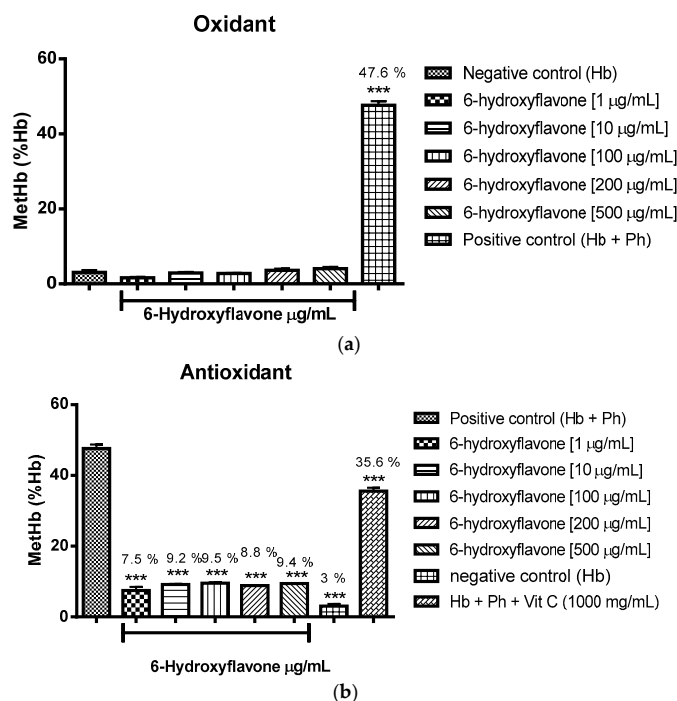 Oxidant
60
40
20
0
MetHb (%Hb)
47.6 %
***
Negative control (Hb)
6-hydroxyflavone [1 µg/mL]
6-hydroxyflavone [10 µg/mL]
6-hydroxyflavone [100 µg/mL]
6-hydroxyflavone [200 µg/mL]
6-hydroxyflavone [500 µg/mL]
Positive control (Hb + Ph)
6-Hydroxyflavone µg/mL
(a)
Antioxidant
60
40
20
0
MetHb (%Hb)
7.5 %
***
9.2 %
***
9.5%
***
8.8 %
***
9.4%
***
3 %
***
35.6 %
***
Positive control (Hb + Ph)
6-hydroxyflavone [1 µg/mL]
6-hydroxyflavone [10 µg/mL]
6-hydroxyflavone [100 µg/mL]
6-hydroxyflavone [200 µg/mL]
6-hydroxyflavone [500 µg/mL]
negative control (Hb)
Hb + Ph + Vit C (1000 mg/mL)
6-Hydroxyflavone µg/mL
(b)